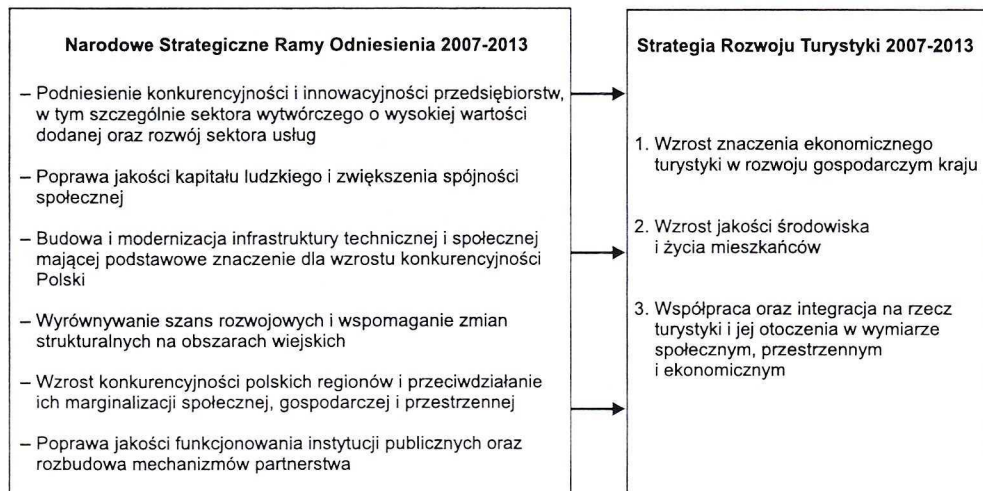 Narodowe Strategiczne Ramy Odniesienia 2007-2013
– Podniesienie konkurencyjności i innowacyjności przedsiębiorstw,
w tym szczególnie sektora wytwórczego o wysokiej wartości
dodanej oraz rozwój sektora usług
– Poprawa jakości kapitału ludzkiego i zwiększenia spójności
społecznej
– Budowa i modernizacja infrastruktury technicznej i społecznej
mającej podstawowe znaczenie dla wzrostu konkurencyjności
Polski
– Wyrównywanie szans rozwojowych i wspomaganie zmian
strukturalnych na obszarach wiejskich
– Wzrost konkurencyjności polskich regionów i przeciwdziałanie
ich marginalizacji społecznej, gospodarczej i przestrzennej
– Poprawa jakości funkcjonowania instytucji publicznych oraz
rozbudowa mechanizmów partnerstwa
Strategia Rozwoju Turystyki 2007-2013
1. Wzrost znaczenia ekonomicznego
turystyki w rozwoju gospodarczym kraju
2. Wzrost jakości środowiska
i życia mieszkańców
3. Współpraca oraz integracja na rzecz
turystyki i jej otoczenia w wymiarze
społecznym, przestrzennym
i ekonomicznym